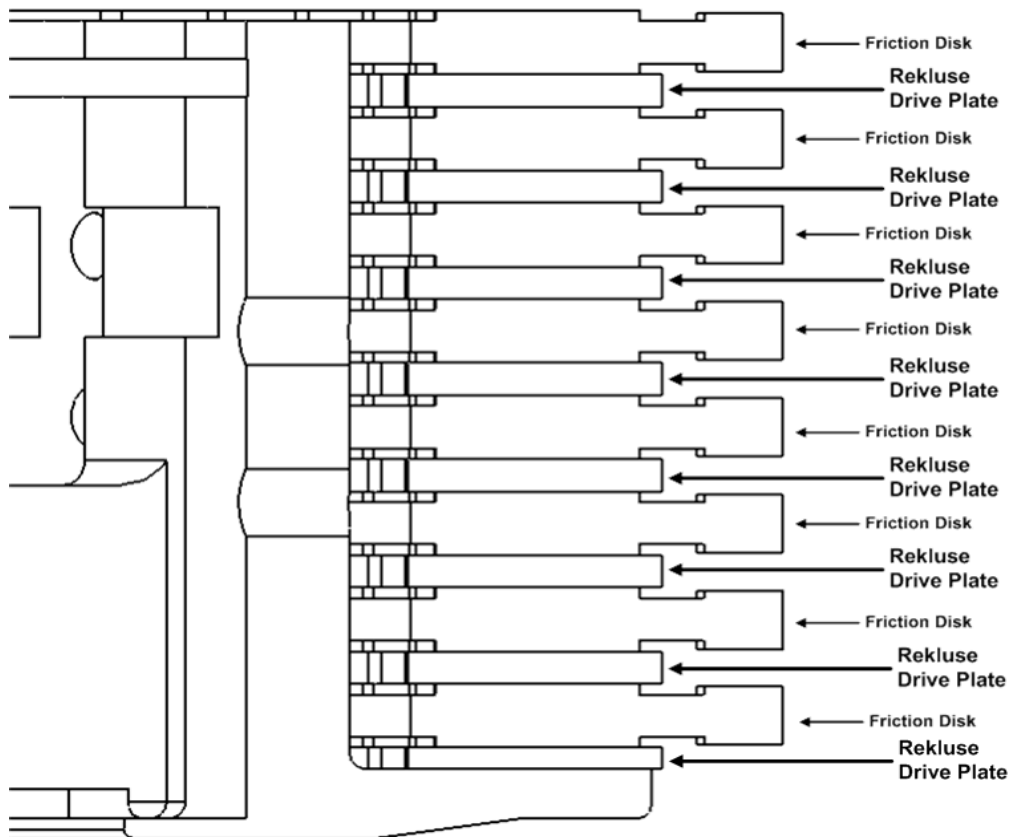 Friction Disk
Rekluse
Drive Plate
Friction Disk
Rekluse
Drive Plate
Friction Disk
Rekluse
Drive Plate
Friction Disk
Rekluse
Drive Plate
Friction Disk
Rekluse
Drive Plate
Friction Disk
Rekluse
Drive Plate
Friction Disk
Rekluse
Drive Plate
Friction Disk
Rekluse
Drive Plate